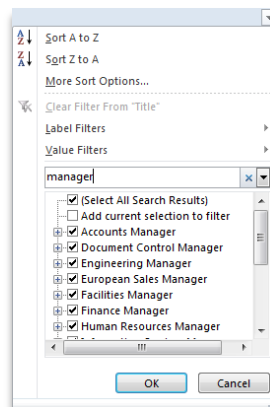 Sort A to Z
Sort Z to A
More Sort Options...
Clear Filter From "Title"
Label Filters
Value Filters
manager
(Select All Search Results)
Add current selection to filter
Accounts Manager
Document Control Manager
Engineering Manager
European Sales Manager
Facilities Manager
Finance Manager
Human Resources Manager
OK Cancel